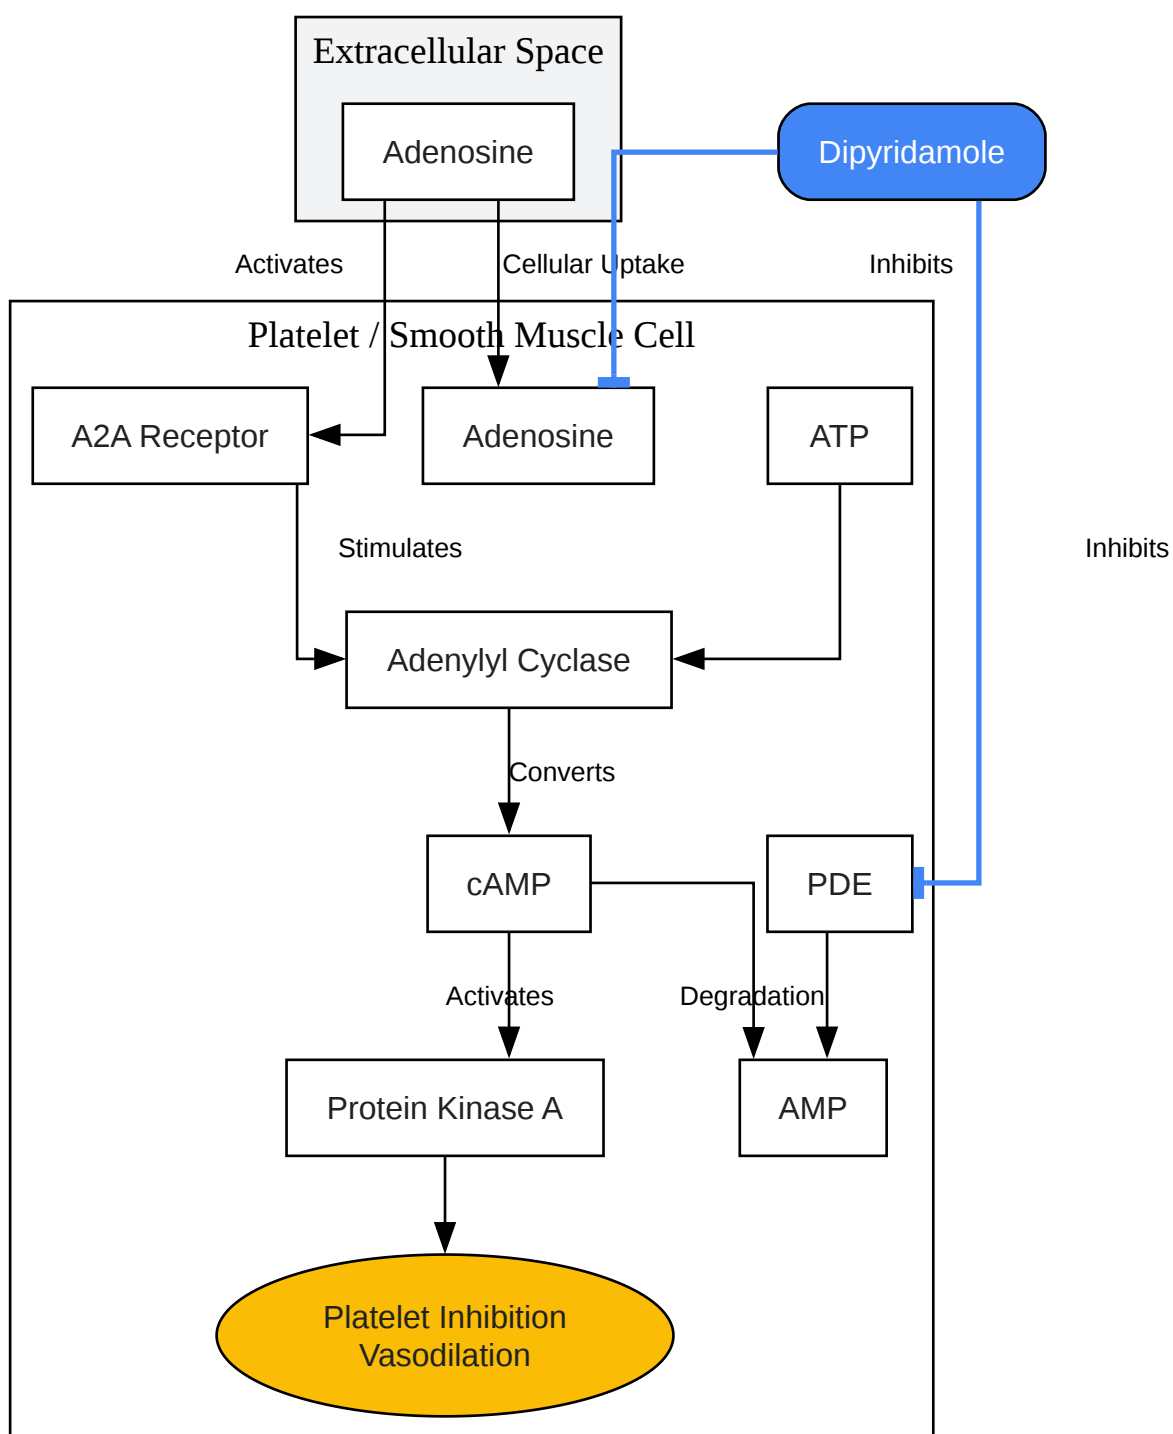 Extracellular Space
Adenosine
Dipyridamole
Activates
Cellular Uptake
Inhibits
Platelet / Smooth Muscle Cell
A2A Receptor
Adenosine
ATP
Stimulates
Inhibits
Adenylyl Cyclase
Converts
cAMP
PDE
Activates
Degradation
Protein Kinase A
AMP
Platelet Inhibition
Vasodilation